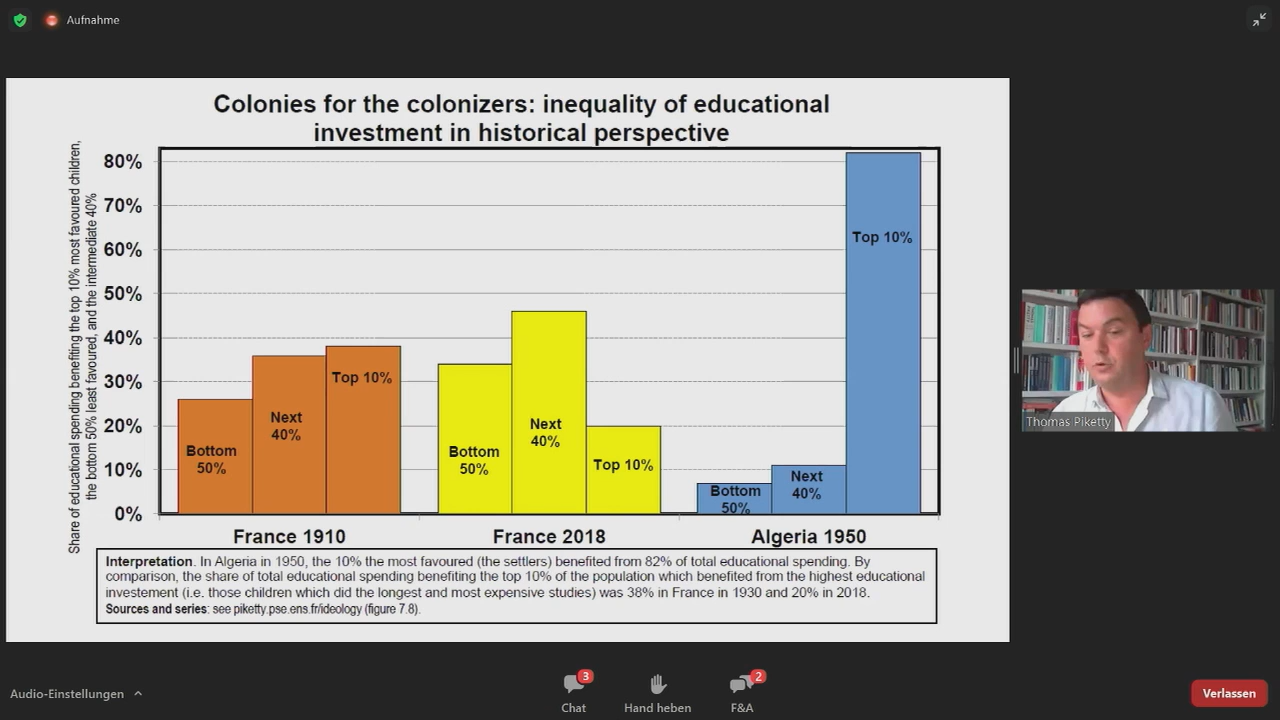 Aufnahme
Colonies for the colonizers: inequality of educational
investment in historical perspective
Share of educational spending benefiting the top 10% most favoured children,
the bottom 50% least favoured, and the intermediate 40%
80%
70%
60%
50%
40%
30%
20%
10%
0%
Bottom
50%
Next
40%
Top 10%
Bottom
50%
Next
40%
Top 10%
Bottom
50%
Next
40%
Top 10%
France 1910
France 2018
Algeria 1950
Interpretation. In Algeria in 1950, the 10% the most favoured (the settlers) benefited from 82% of total educational spending. By
comparison, the share of total educational spending benefiting the top 10% of the population which benefited from the highest educational
investement (i.e. those children which did the longest and most expensive studies) was 38% in France in 1930 and 20% in 2018.
Sources and series: see piketty.pse.ens.fr/ideology (figure 7.8).
Thomas Piketty
Audio-Einstellungen
3
Chat
Hand heben
2
F&A
Verlassen